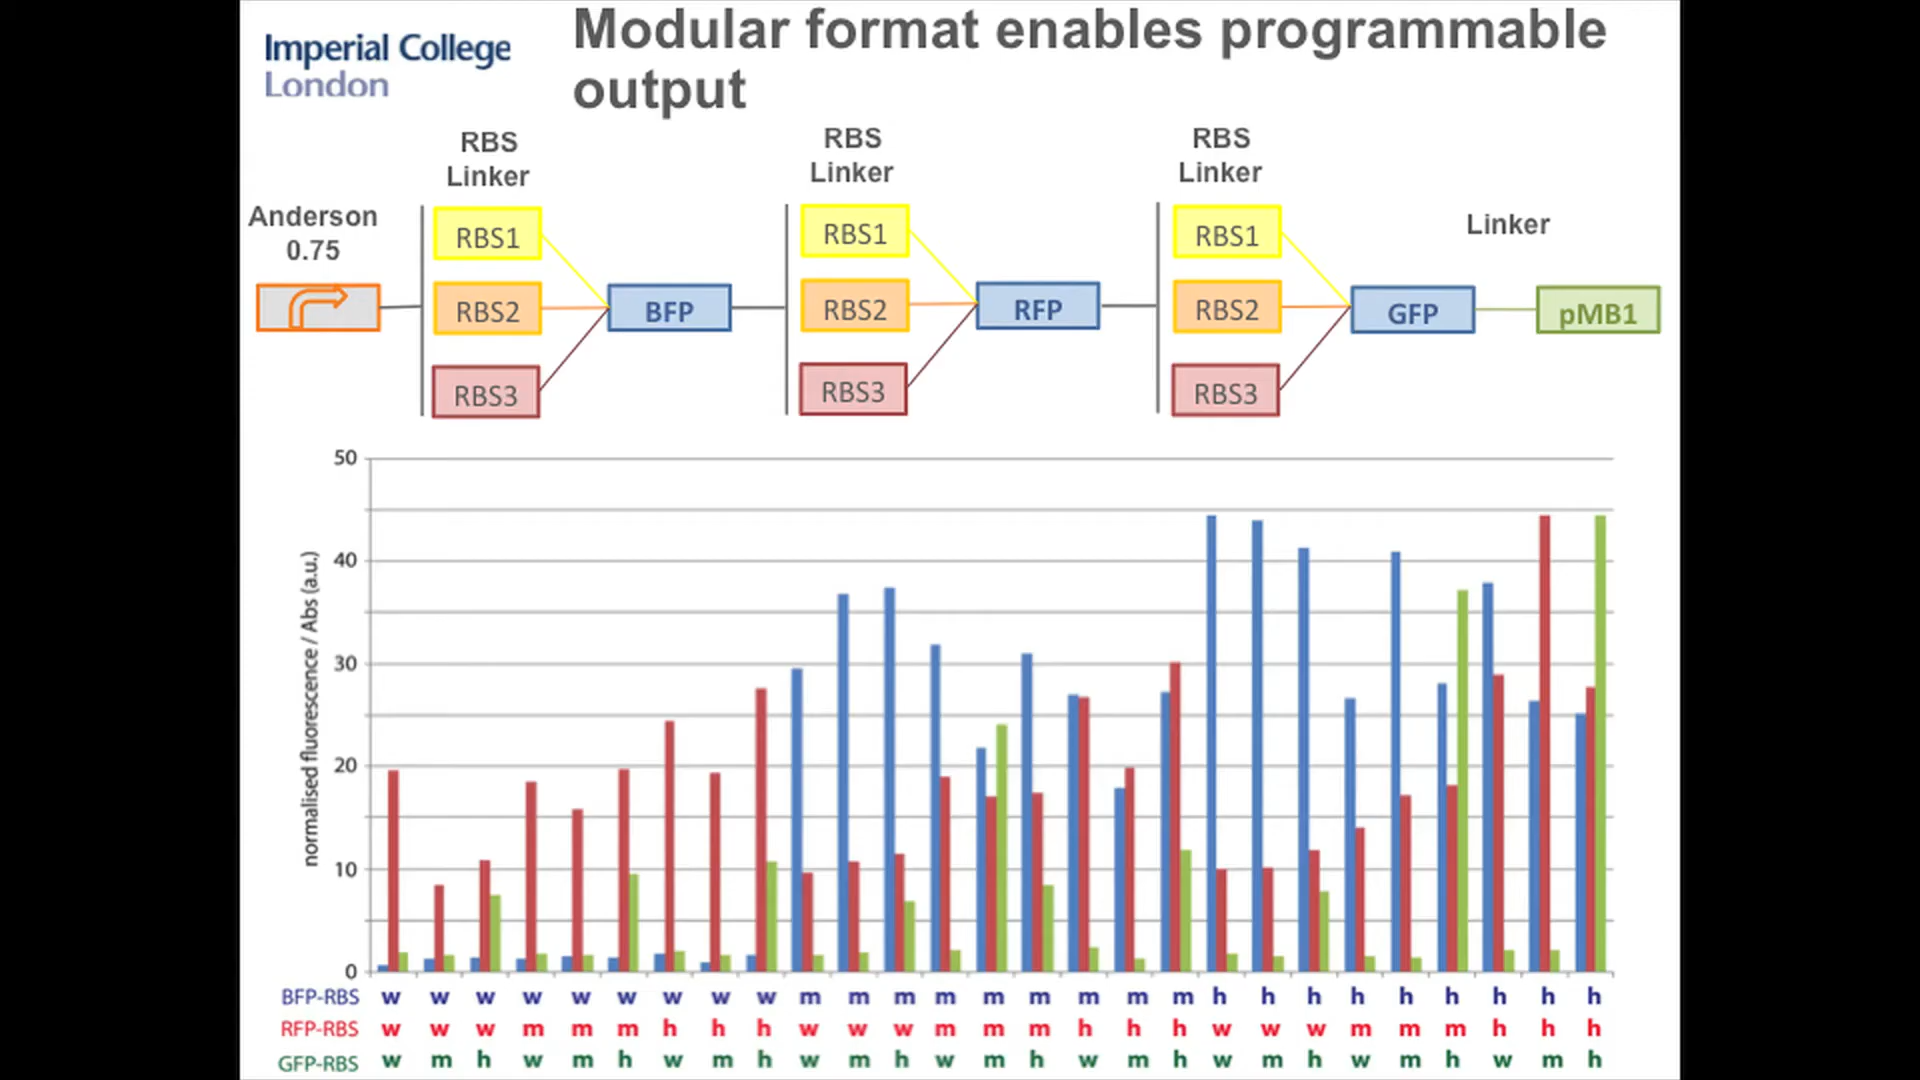 Imperial College
London
Modular format enables programmable
output
RBS
Linker
RBS
Linker
RBS
Linker
Anderson
0.75
Linker
RBS1
RBS2
RBS3
BFP
RBS1
RBS2
RBS3
RFP
RBS1
RBS2
RBS3
GFP
pMB1
normalised fluorescence / Abs (a.u.)
50
40
30
20
10
0
BFP-RBS w w w w w w w w w m m m m m m m m m h h h h h h h h h
RFP-RBS w w w m m m h h h w w w m m m h h h w w w m m m h h h
GFP-RBS w m h w m h w m h w m h w m h w m h w m h w m h w m h